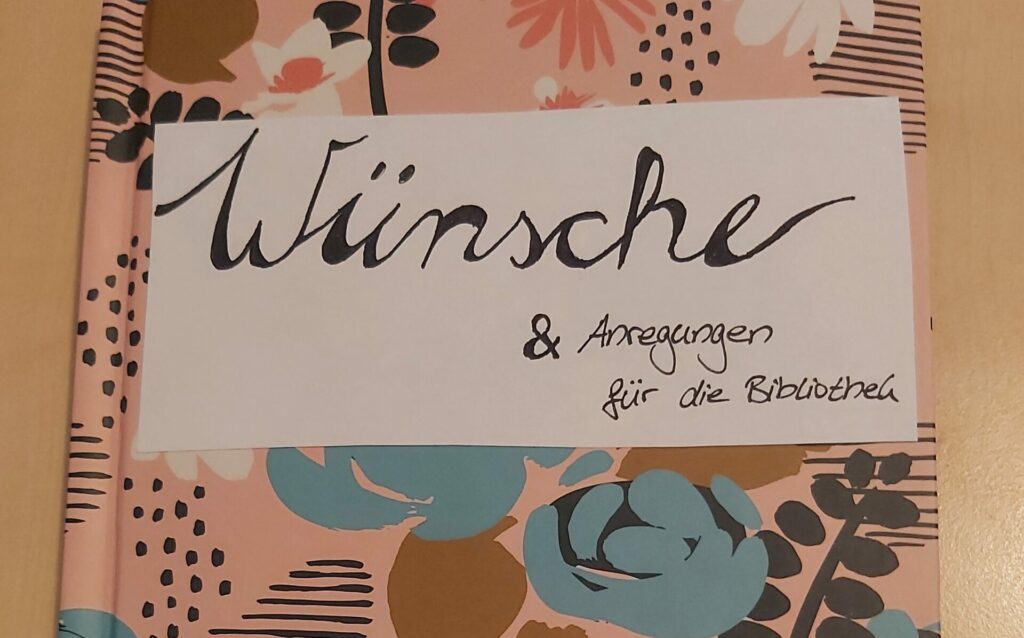 Wünsche
& Anregungen
für die Bibliothek